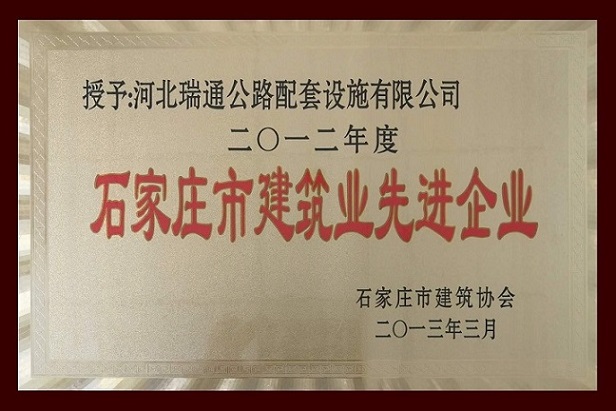 授予:河北瑞通公路配套设施有限公司
二〇一二年度
石家庄市建筑业先进企业
石家庄市建筑协会
二〇一三年三月